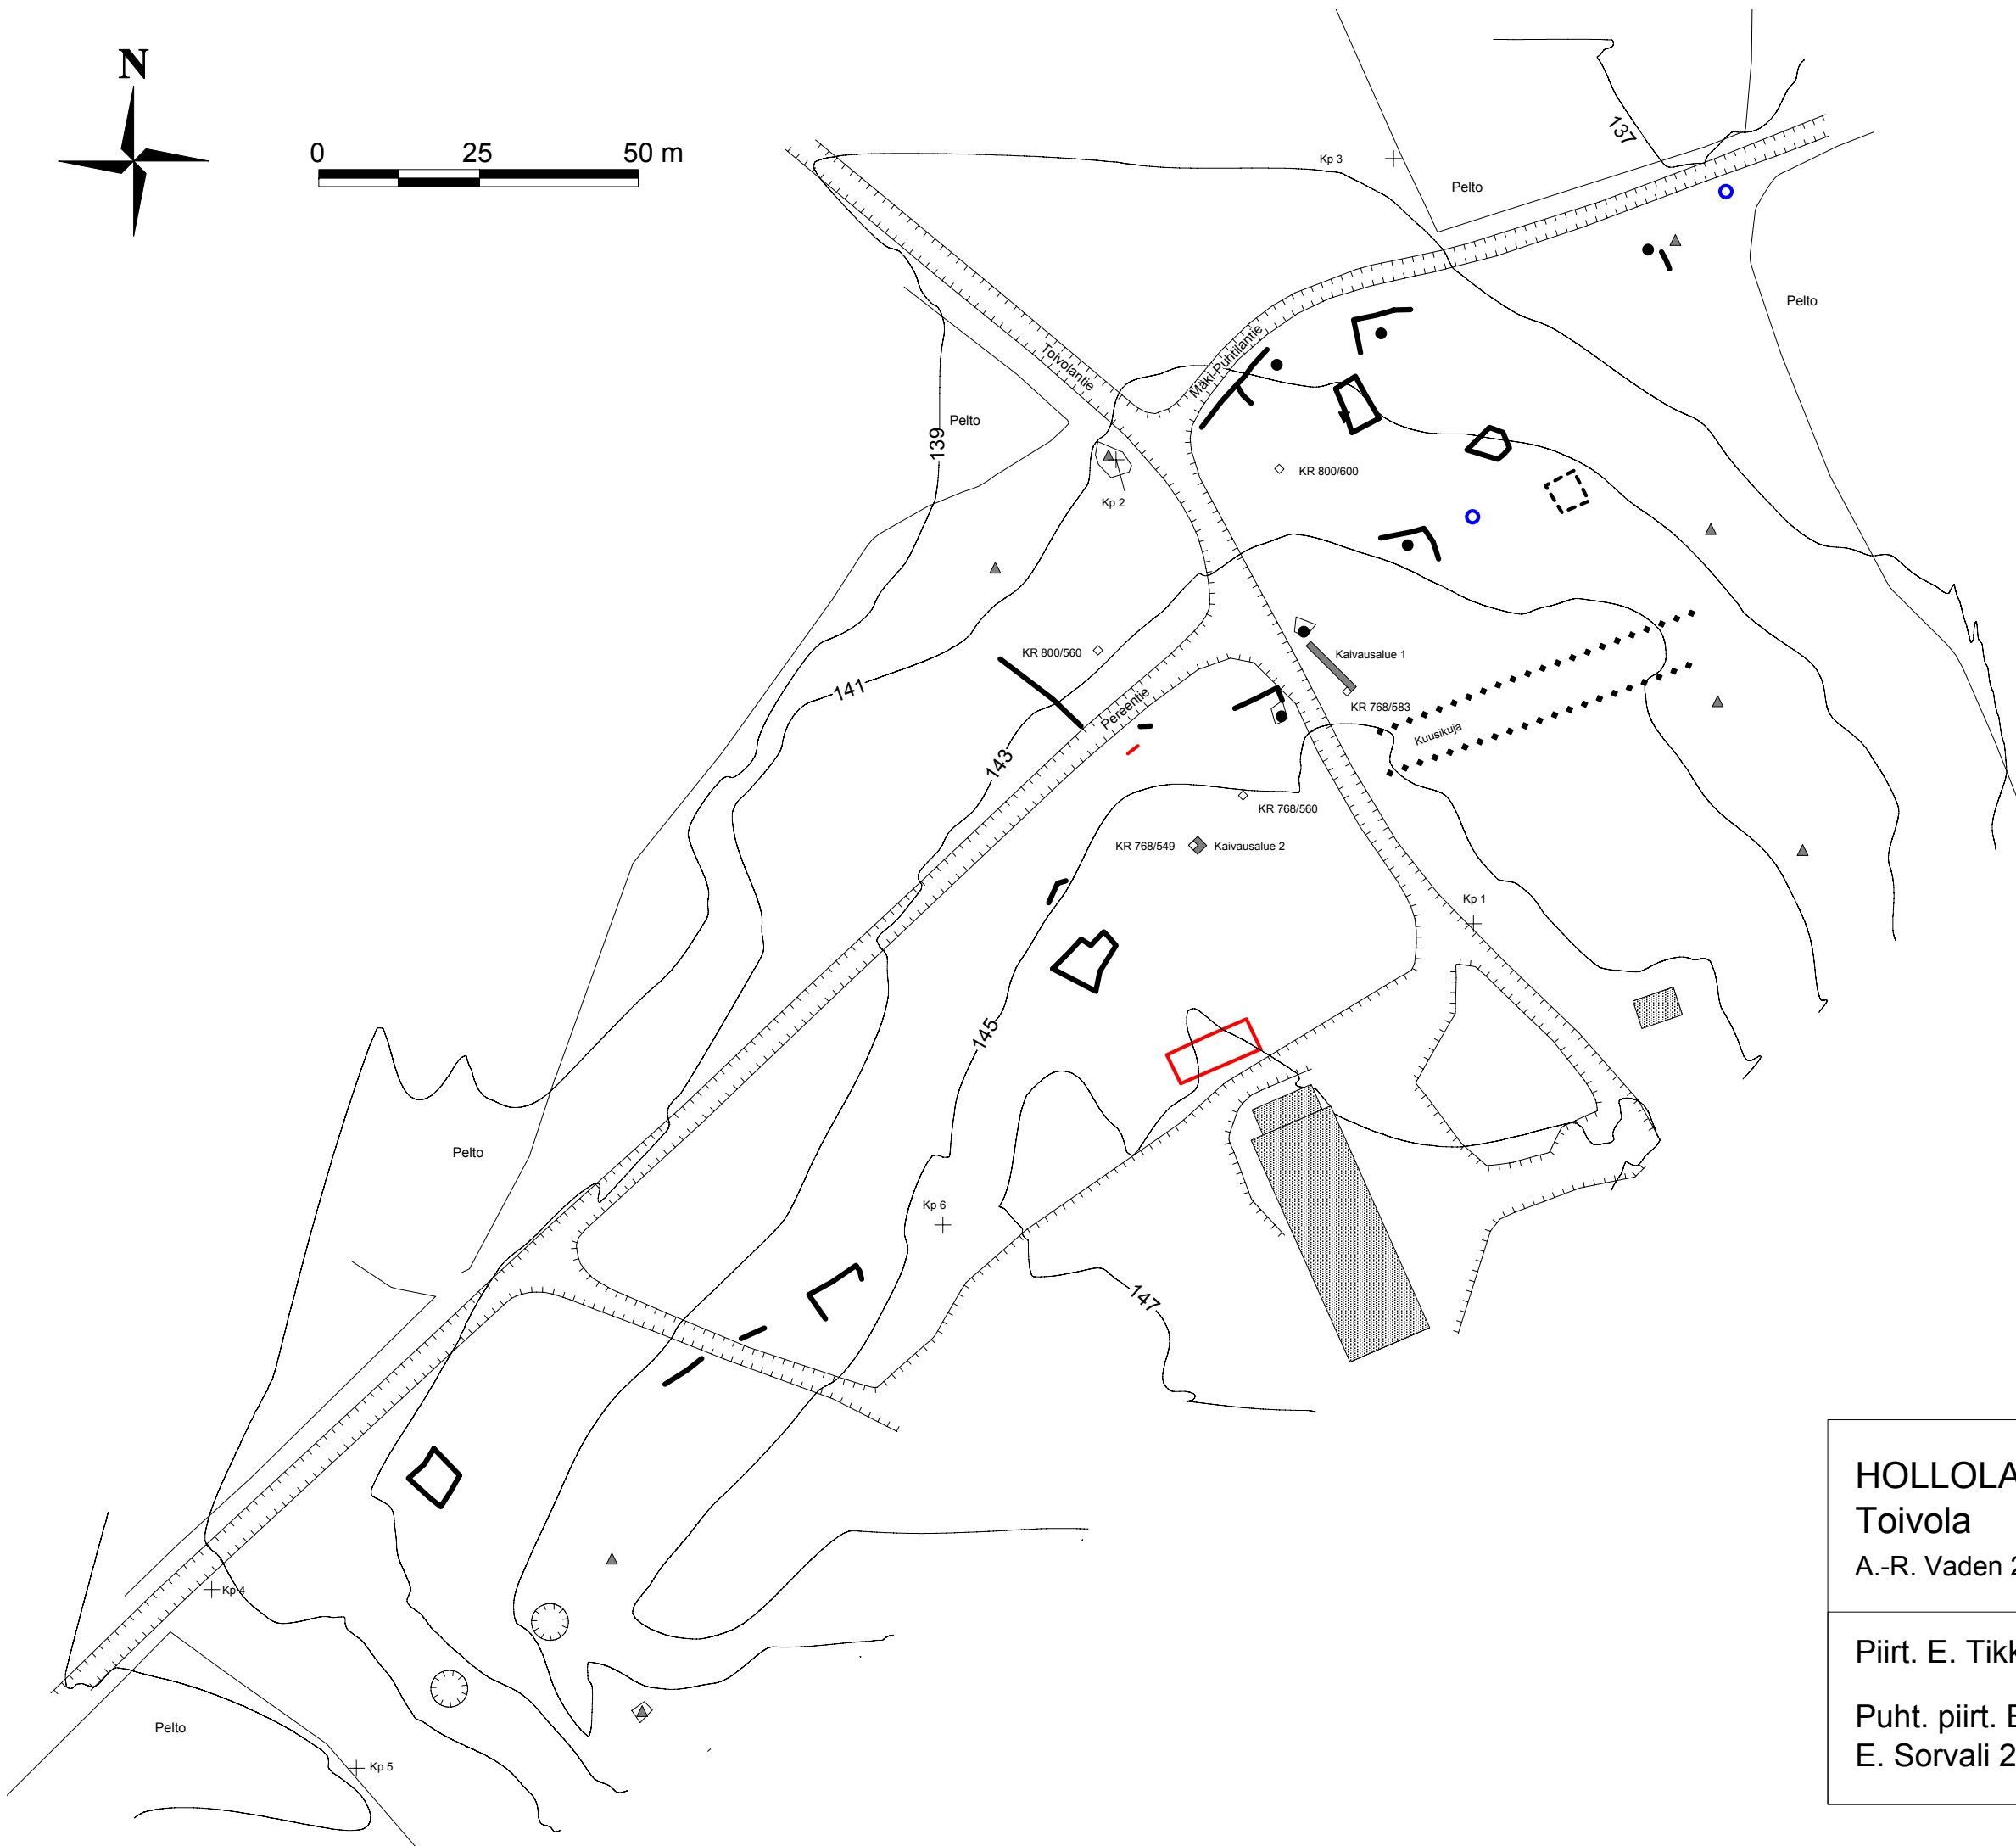 N
0 25 50 m
137
Kp 3
Pelto
Pelto
Toivolantie
Mäki-Puhtilantie
Pelto
139
KR 800/600
Kp 2
KR 800/560
Kaivausalue 1
141
KR 768/583
Pereentie
Kuusikuja
143
KR 768/560
KR 768/549
Kaivausalue 2
Kp 1
145
Pelto
Kp 6
147
HOLLOLA
Toivola
A.-R. Vaden 2
Kp 4
Piirt. E. Tikk
Puht. piirt. E
Pelto
E. Sorvali 2
Kp 5